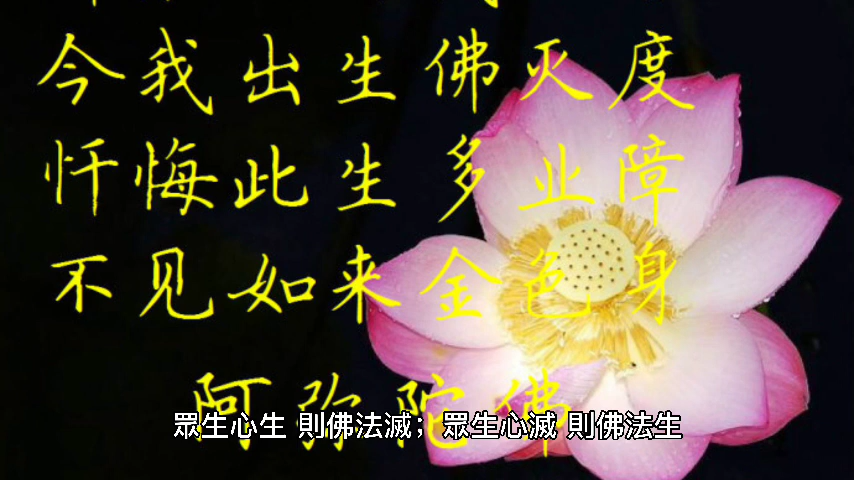 今我出生佛灭度
忏悔此生多业障
不见如来金色身
阿弥陀佛
眾生心生 則佛法滅；眾生心滅 則佛法生